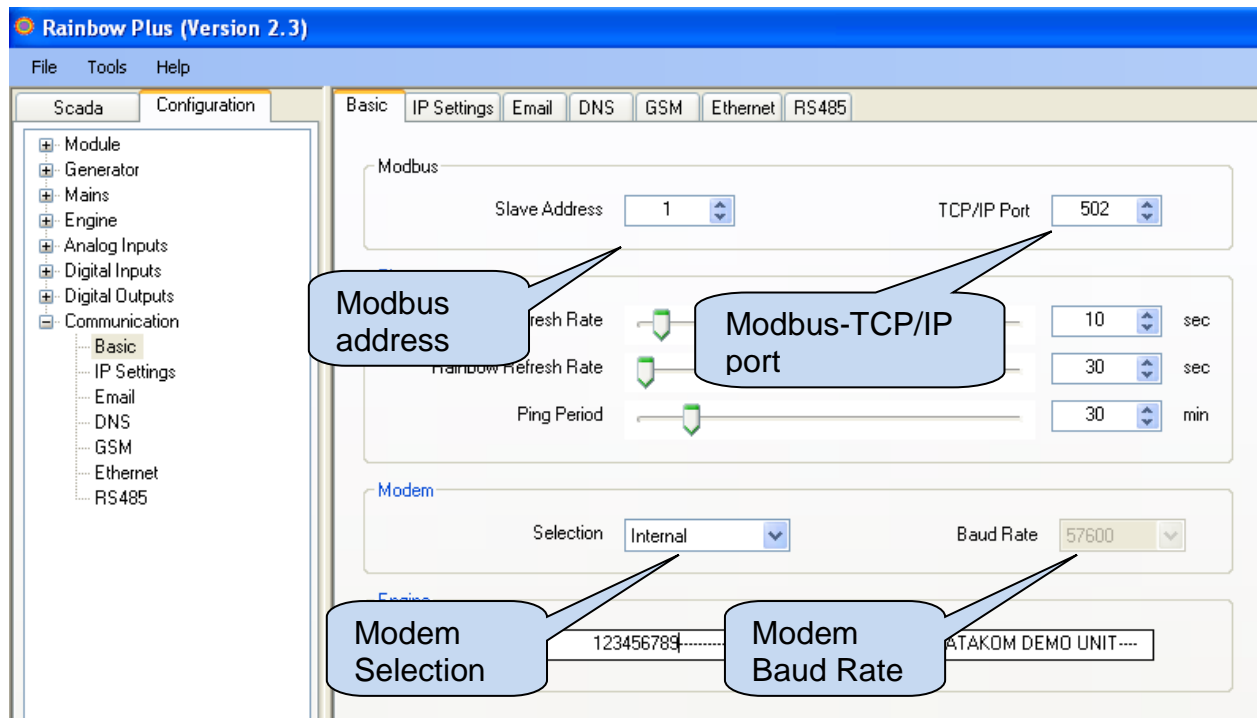 Rainbow Plus (Version 2.3)
File Tools Help
Scada Configuration
Module
Generator
Mains
Engine
Analog Inputs
Digital Inputs
Digital Outputs
Communication
Basic
IP Settings
Email
DNS
GSM
Ethernet
RS485
Basic IP Settings Email DNS GSM Ethernet RS485
Modbus
Slave Address 1 TCP/IP Port 502
Modbus
address
Modbus-TCP/IP
port
Rate 10 sec
Rainbow Refresh Rate 30 sec
Ping Period 30 min
Modem
Selection Internal Baud Rate 57600
Engine
Modem
Selection
Modem
Baud Rate
123456789--------- DEMO UNIT----